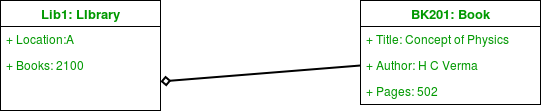 Lib1: LIbrary
+ Location:A
+ Books: 2100
BK201: Book
+ Title: Concept of Physics
+ Author: H C Verma
+ Pages: 502